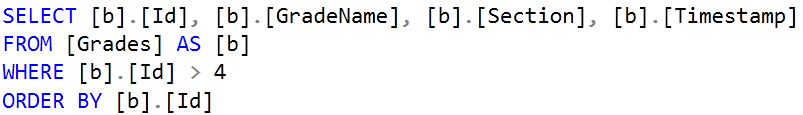 SELECT [b].[Id], [b].[GradeName], [b].[Section], [b].[Timestamp]
FROM [Grades] AS [b]
WHERE [b].[Id] > 4
ORDER BY [b].[Id]